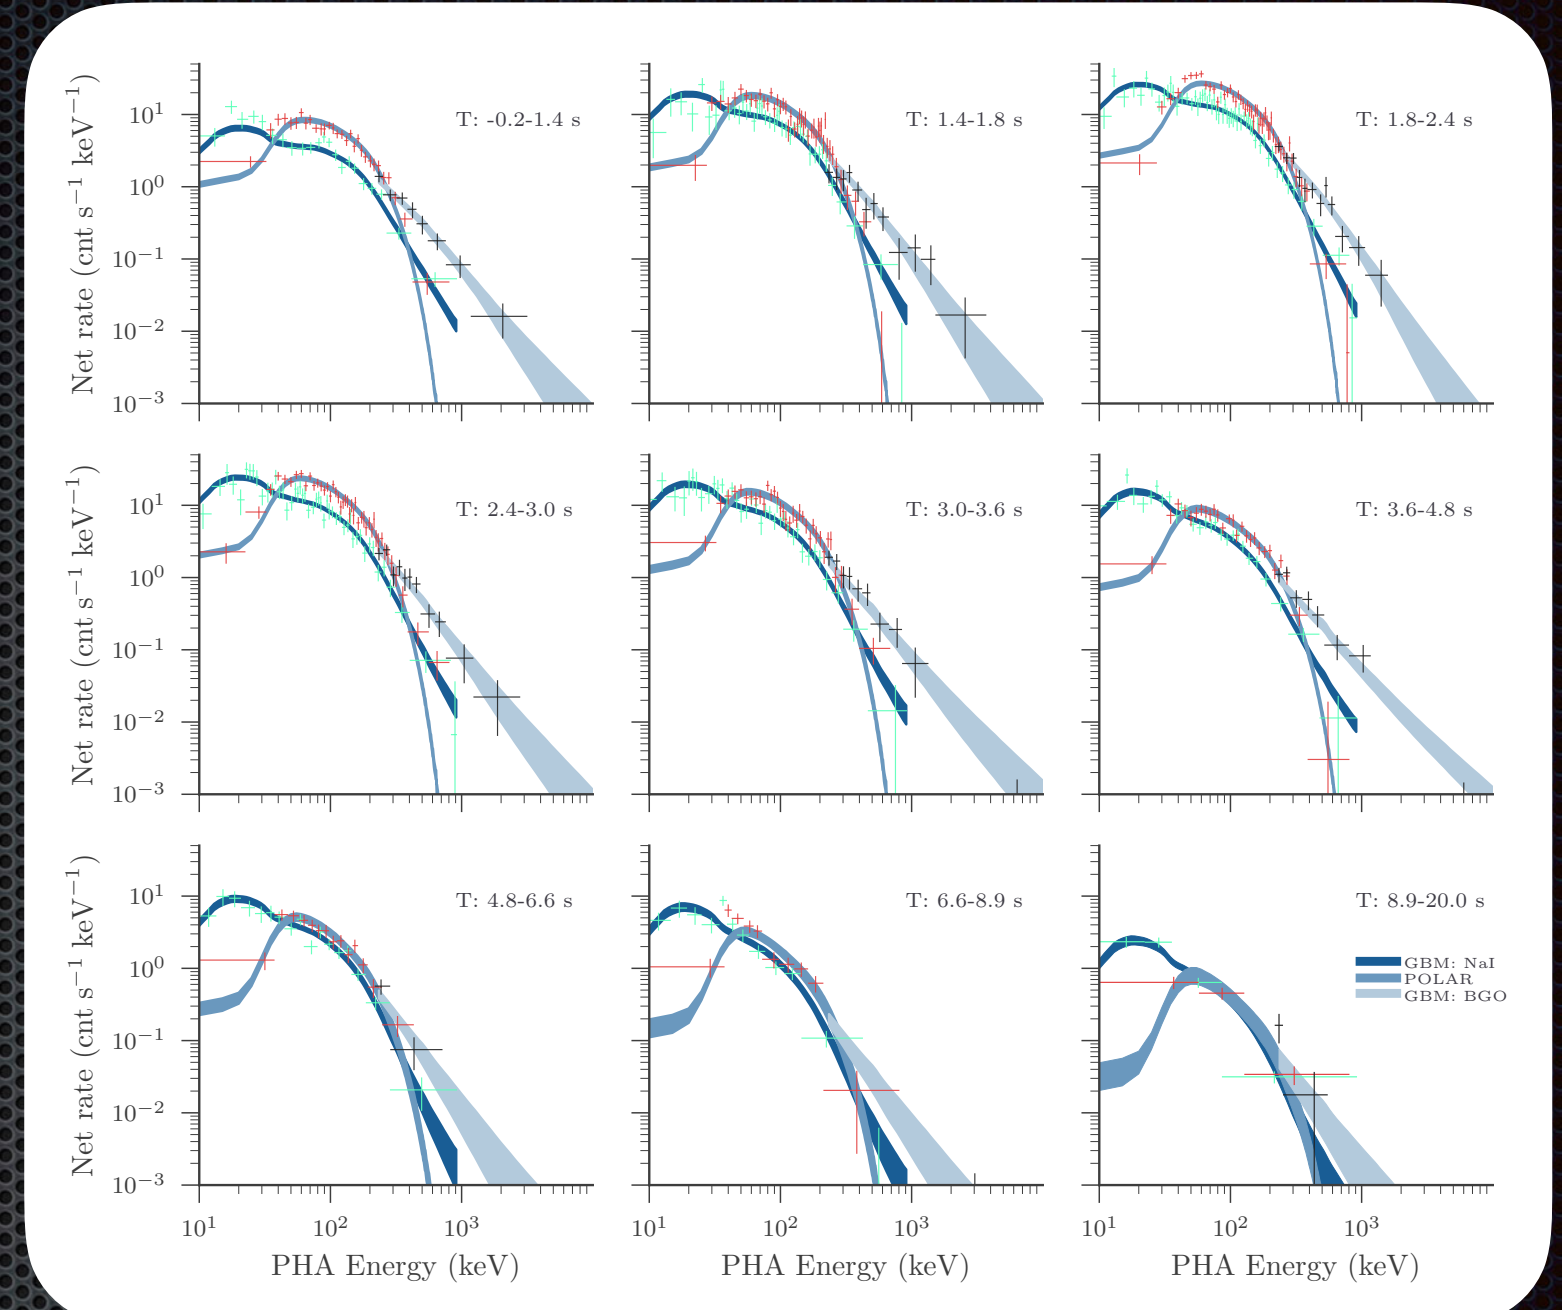 Net rate (cnt s⁻¹ keV⁻¹)
10¹
10⁰
10⁻¹
10⁻²
10⁻³
T: -0.2-1.4 s
T: 1.4-1.8 s
T: 1.8-2.4 s
Net rate (cnt s⁻¹ keV⁻¹)
10¹
10⁰
10⁻¹
10⁻²
10⁻³
T: 2.4-3.0 s
T: 3.0-3.6 s
T: 3.6-4.8 s
Net rate (cnt s⁻¹ keV⁻¹)
10¹
10⁰
10⁻¹
10⁻²
10⁻³
T: 4.8-6.6 s
T: 6.6-8.9 s
T: 8.9-20.0 s
GBM: NaI
POLAR
GBM: BGO
10¹ 10² 10³
10¹ 10² 10³
10¹ 10² 10³
PHA Energy (keV)
PHA Energy (keV)
PHA Energy (keV)